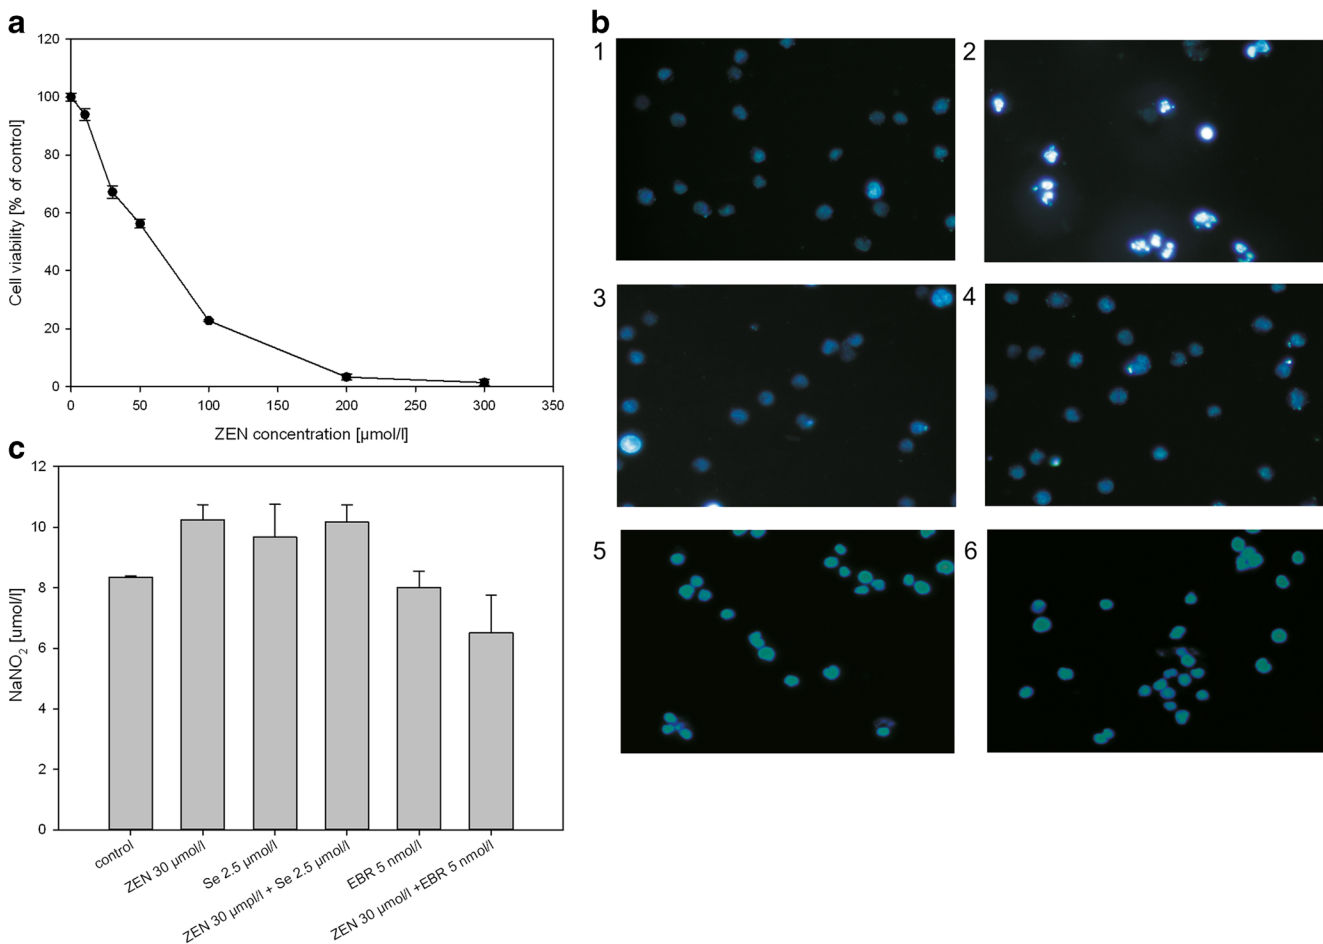 a
120
100
80
60
40
20
0
Cell viability [% of control]
0 50 100 150 200 250 300 350
ZEN concentration [µmol/l]
b
1
2
3
4
5
6
c
12
10
8
6
4
2
0
NaNO2 [umol/l]
control
ZEN 30 µmol/l
Se 2.5 µmol/l
ZEN 30 µmpl/l + Se 2.5 µmol/l
EBR 5 nmol/l
ZEN 30 µmol/l +EBR 5 nmol/l